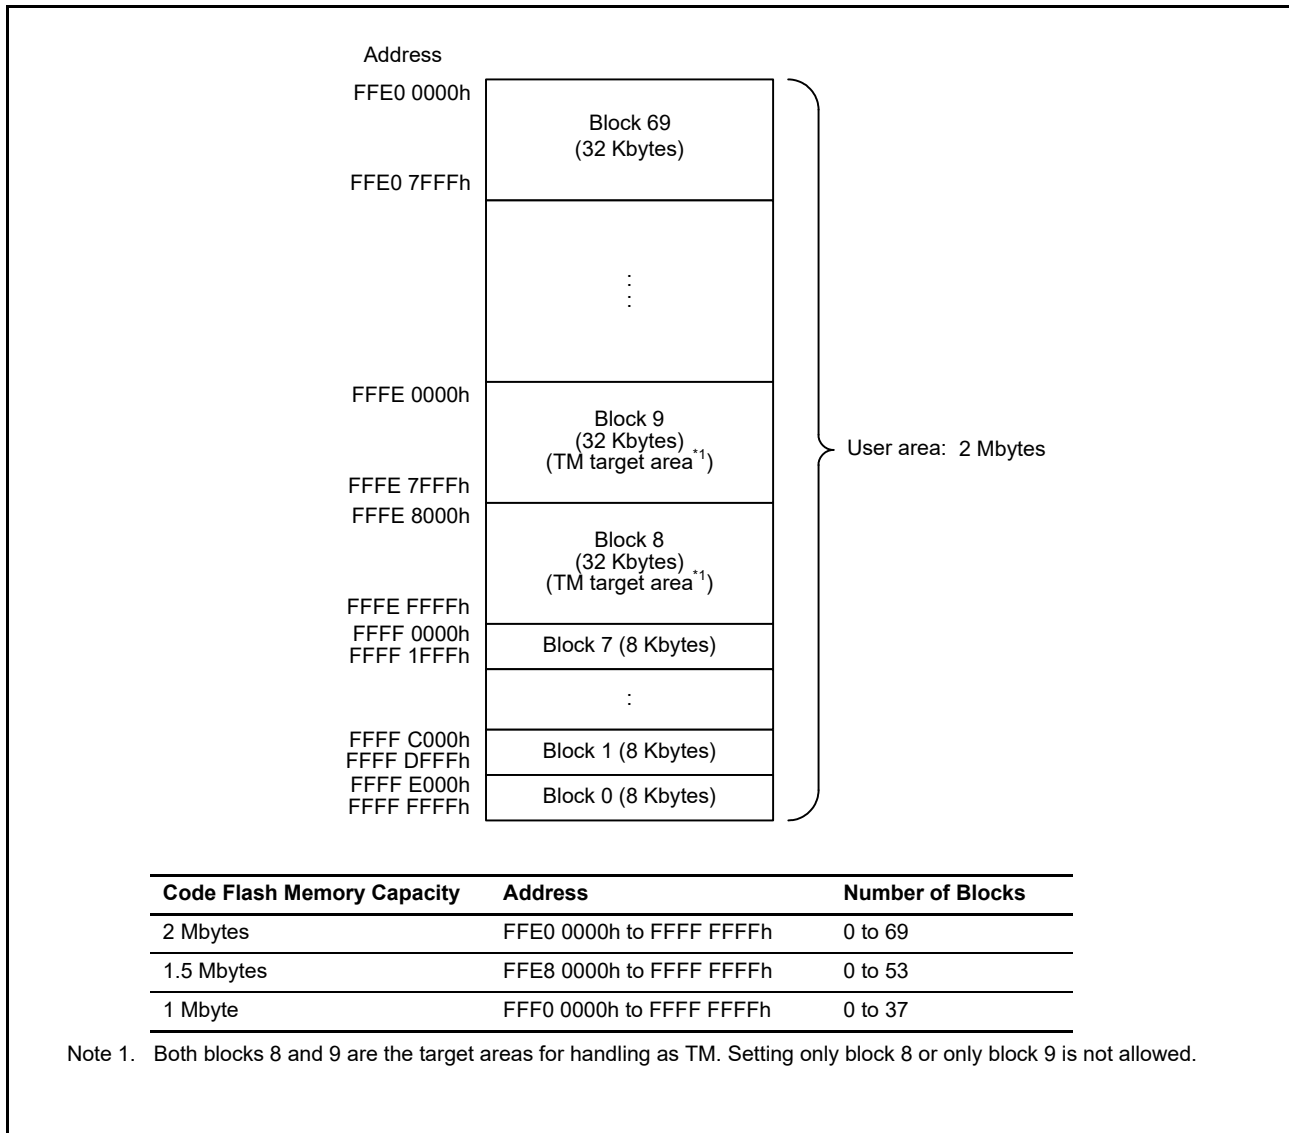 Address
FFE0 0000h
Block 69
(32 Kbytes)
FFE0 7FFFh
:
:
FFFE 0000h
Block 9
(32 Kbytes)
(TM target area*1)
User area: 2 Mbytes
FFFE 7FFFh
FFFE 8000h
Block 8
(32 Kbytes)
(TM target area*1)
FFFE FFFFh
FFFF 0000h
Block 7 (8 Kbytes)
FFFF 1FFFh
:
FFFF C000h
Block 1 (8 Kbytes)
FFFF DFFFh
FFFF E000h
Block 0 (8 Kbytes)
FFFF FFFFh
Code Flash Memory Capacity Address Number of Blocks
2 Mbytes FFE0 0000h to FFFF FFFFh 0 to 69
1.5 Mbytes FFE8 0000h to FFFF FFFFh 0 to 53
1 Mbyte FFF0 0000h to FFFF FFFFh 0 to 37
Note 1. Both blocks 8 and 9 are the target areas for handling as TM. Setting only block 8 or only block 9 is not allowed.